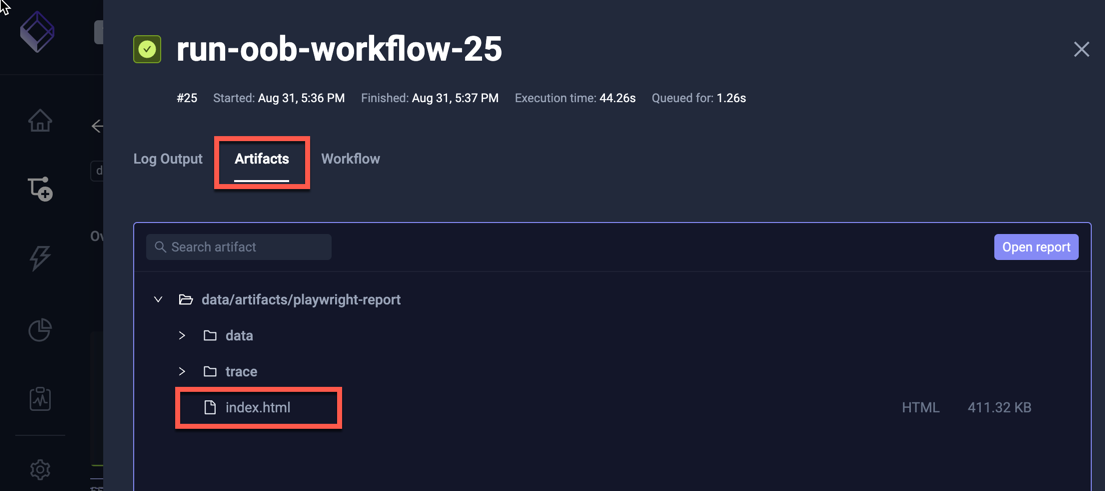 run-oob-workflow-25
#25 Started: Aug 31, 5:36 PM Finished: Aug 31, 5:37 PM Execution time: 44.26s Queued for: 1.26s
Log Output Artifacts Workflow
Search artifact Open report
data/artifacts/playwright-report
data
trace
index.html HTML 411.32 KB